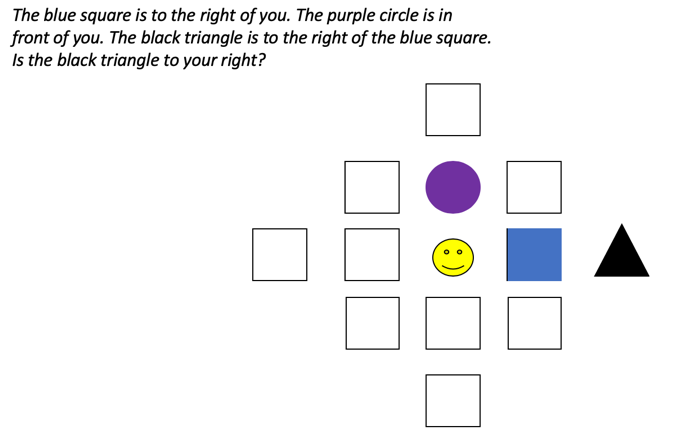 The blue square is to the right of you. The purple circle is in
front of you. The black triangle is to the right of the blue square.
Is the black triangle to your right?